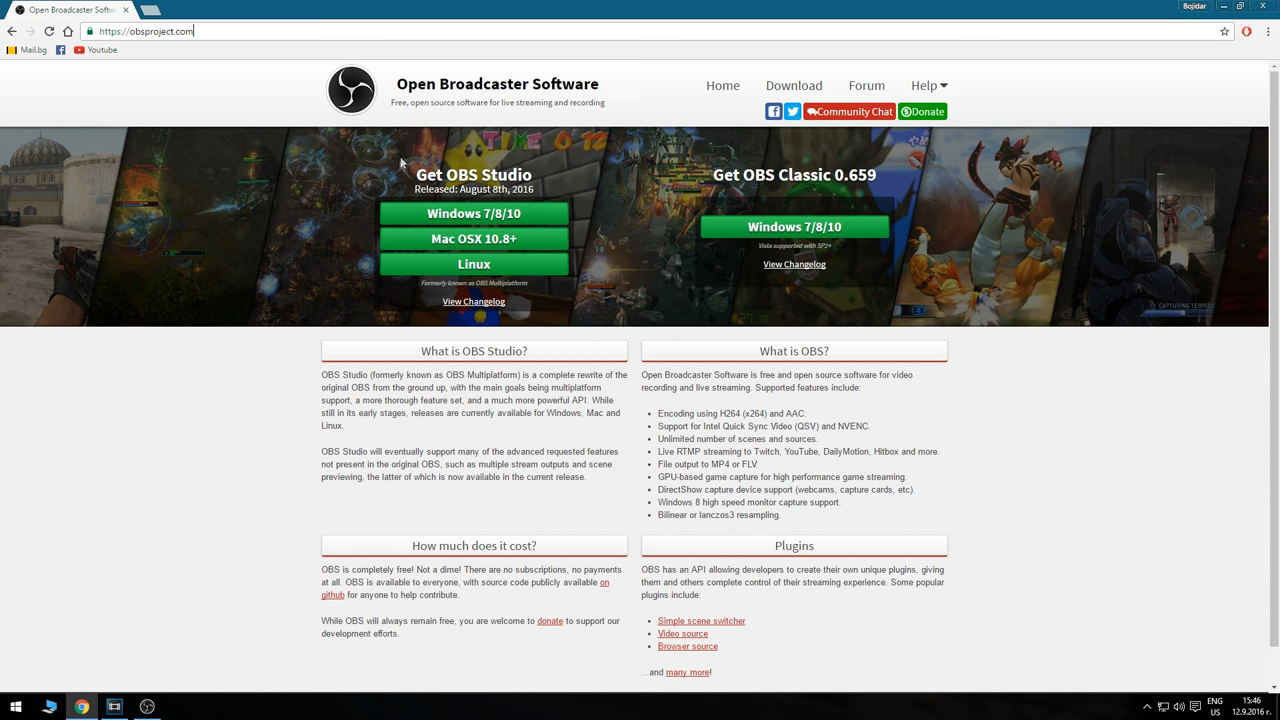 Open Broadcaster Softw
Bojidar
https://obsproject.com
Mail.bg
Youtube
Open Broadcaster Software
Free, open source software for live streaming and recording
Home
Download
Forum
Help
Community Chat
Donate
TIME 0'72
Get OBS Studio
Released: August 8th, 2016
Windows 7/8/10
Mac OSX 10.8+
Linux
Formerly known as OBS Multiplatform
View Changelog
Get OBS Classic 0.659
Windows 7/8/10
Vista supported with SP2+
View Changelog
EX
What is OBS Studio?
OBS Studio (formerly known as OBS Multiplatform) is a complete rewrite of the
original OBS from the ground up, with the main goals being multiplatform
support, a more thorough feature set, and a much more powerful API. While
still in its early stages, releases are currently available for Windows, Mac and
Linux.
OBS Studio will eventually support many of the advanced requested features
not present in the original OBS, such as multiple stream outputs and scene
previewing, the latter of which is now available in the current release.
What is OBS?
Open Broadcaster Software is free and open source software for video
recording and live streaming. Supported features include:
• Encoding using H264 (x264) and AAC.
• Support for Intel Quick Sync Video (QSV) and NVENC.
• Unlimited number of scenes and sources.
• Live RTMP streaming to Twitch, YouTube, DailyMotion, Hitbox and more.
• File output to MP4 or FLV.
• GPU-based game capture for high performance game streaming.
• DirectShow capture device support (webcams, capture cards, etc).
• Windows 8 high speed monitor capture support.
• Bilinear or lanczos3 resampling.
How much does it cost?
OBS is completely free! Not a dime! There are no subscriptions, no payments
at all. OBS is available to everyone, with source code publicly available on
github for anyone to help contribute.
While OBS will always remain free, you are welcome to donate to support our
development efforts.
Plugins
OBS has an API allowing developers to create their own unique plugins, giving
them and others complete control of their streaming experience. Some popular
plugins include:
• Simple scene switcher
• Video source
• Browser source
...and many more!
ENG
US
15:46
12.9.2016 г.